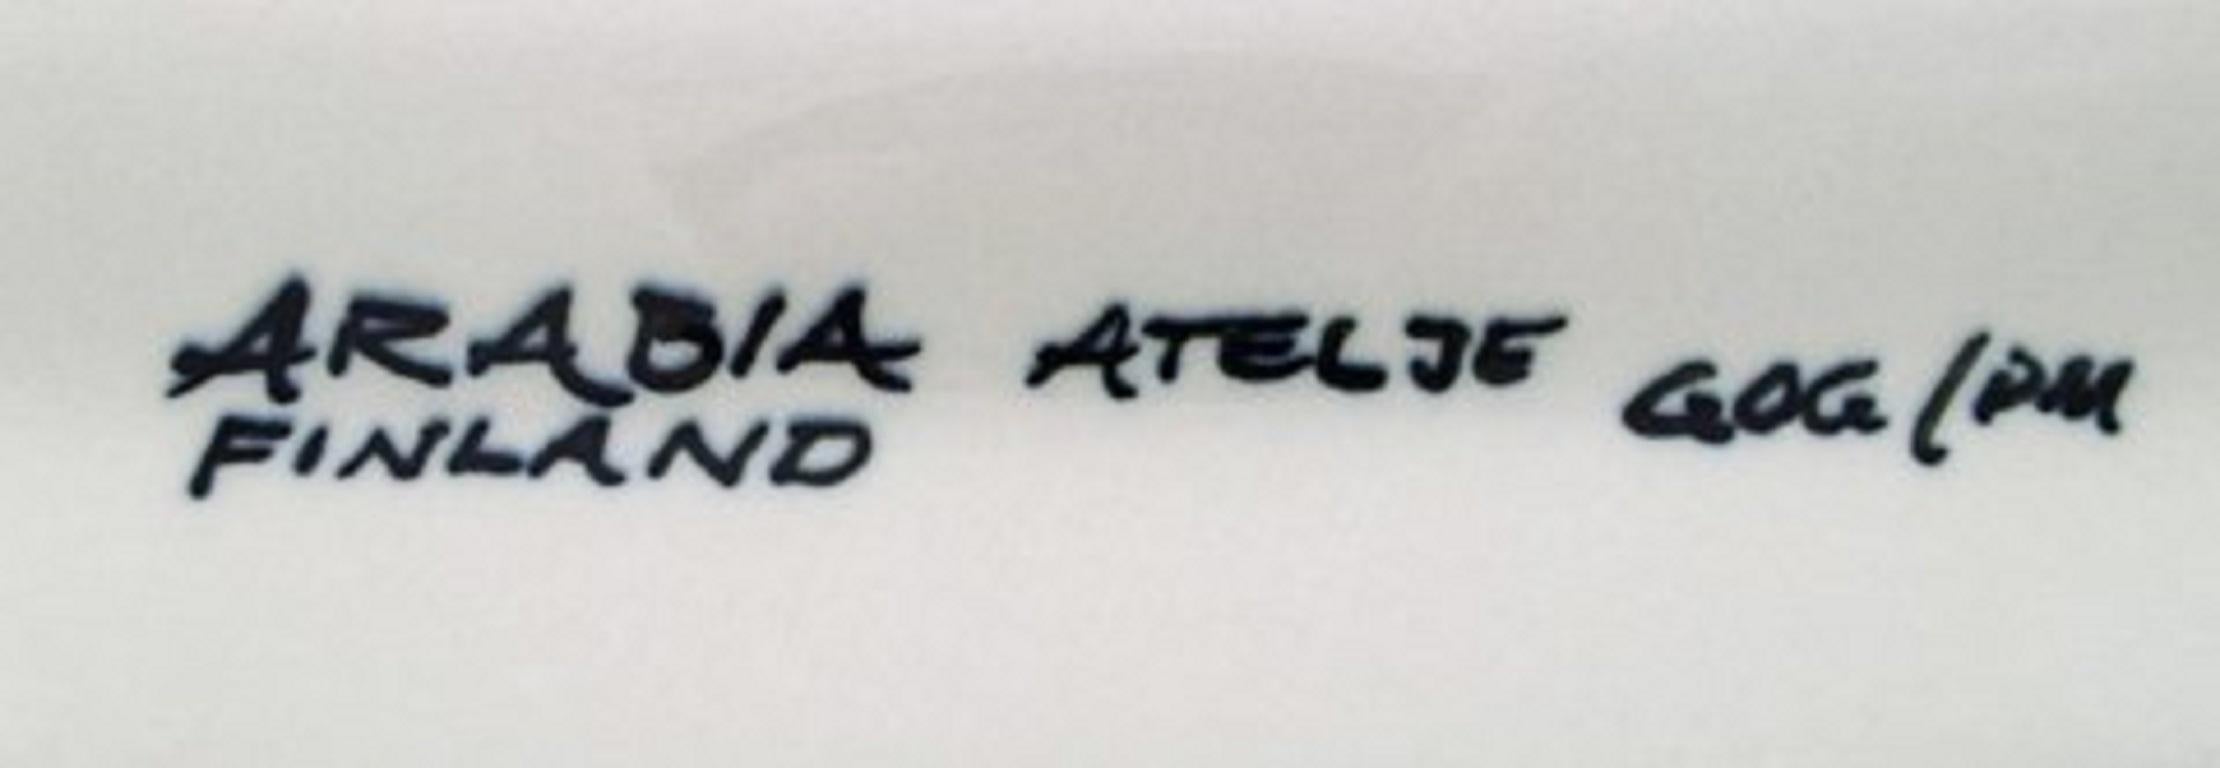 ARABIA ATELJE GOG/PM
FINLAND